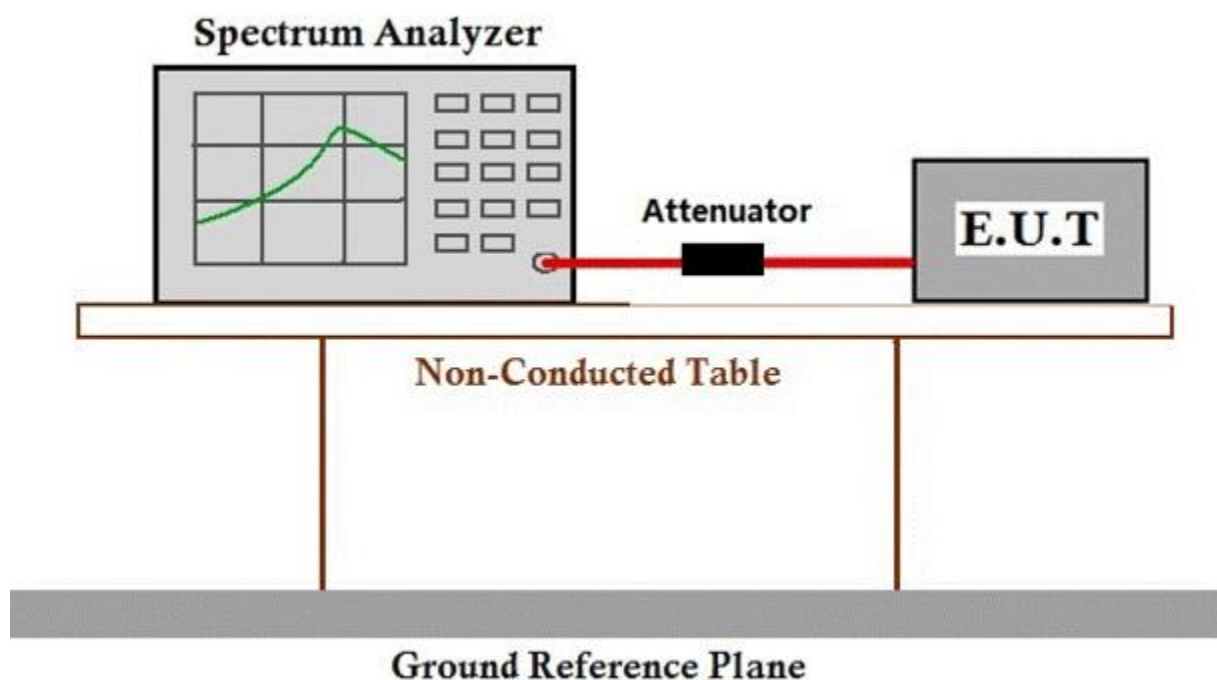 Spectrum Analyzer
Attenuator
E.U.T
Non-Conducted Table
Ground Reference Plane